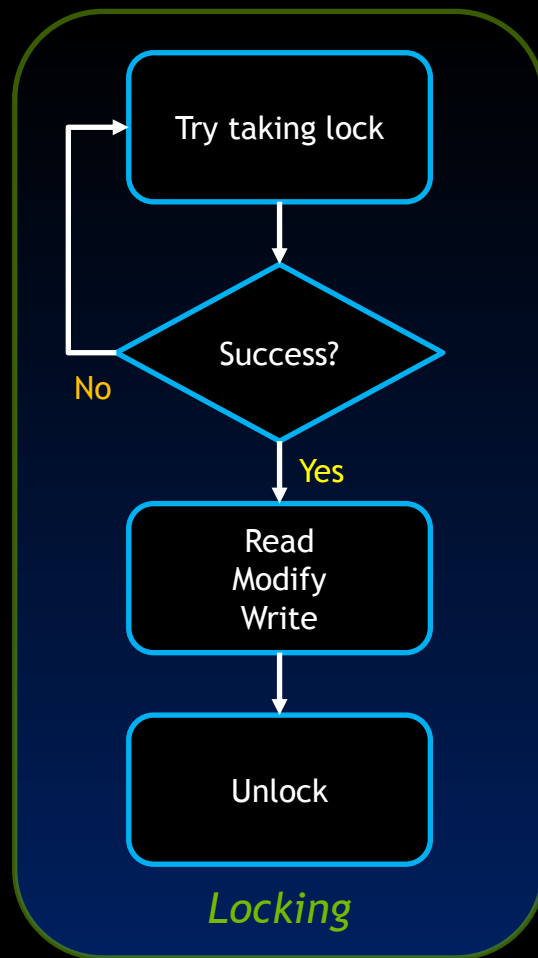 Try taking lock
Success?
No
Yes
Read
Modify
Write
Unlock
Locking